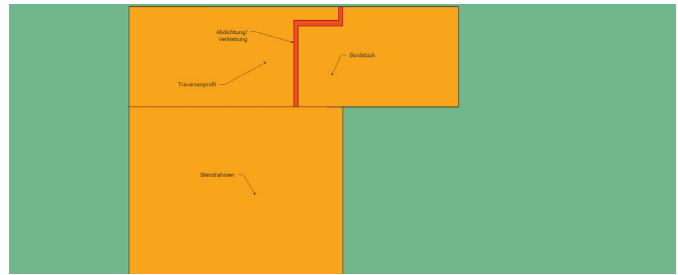 Abdichtung/
Verklebung
Bordstück
Traversenprofil
Blendrahmen